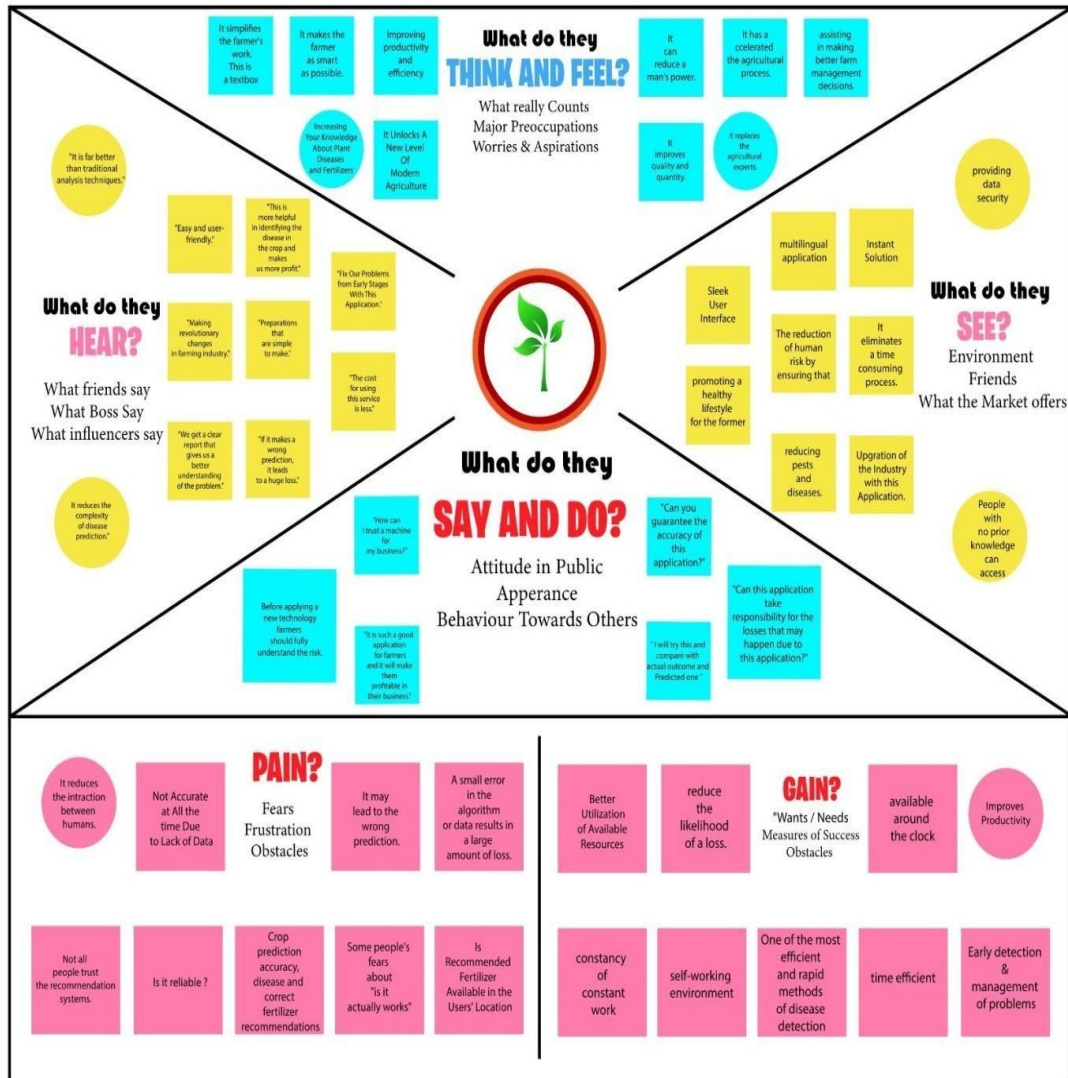 It simplifies
the farmer's
work.
This is
a textbox
It makes the
farmer
as smart
as possible.
Improving
productivity
and
efficiency
What do they
THINK AND FEEL?
What really Counts
Major Preoccupations
Worries & Aspirations
It
can
reduce a
man's power.
It has a
ccelerated
the agricultural
process.
assisting
in making
better farm
management
decisions.
Increasing
Your Knowledge
About Plant
Diseases
and Fertilizers
It Unlocks A
New Level
Of
Modern
Agriculture
It
improves
quality and
quantity.
It replaces
the
agricultural
experts.
"It is far better
than traditional
analysis techniques."
"Easy and user-
friendly."
"This is
more helpful
in identifying the
disease in
the crop and
makes
us more profit."
"Fix Our Problems
from Early Stages
With This
Application."
What do they
HEAR?
What friends say
What Boss Say
What influencers say
"Making
revolutionary
changes
in farming industry."
"Preparations
that
are simple
to make."
"The cost
for using
this service
is less."
"We get a clear
report that
gives us a
better
understanding
of the problem."
"If it makes a
wrong
prediction,
it leads
to a huge loss."
It reduces the
complexity
of disease
prediction."
providing
data
security
multilingual
application
Instant
Solution
Sleek
User
Interface
The reduction
of human
risk by
ensuring that
It
eliminates
a time
consuming
process.
What do they
SEE?
Environment
Friends
What the Market offers
promoting a
healthy
lifestyle
for the former
reducing
pests
and
diseases.
Upgration of
the Industry
with this
Application.
People
with
no prior
knowledge
can
access
What do they
SAY AND DO?
Attitude in Public
Apperance
Behaviour Towards Others
"How can
I trust a machine
for
my business?"
"Can you
guarantee the
accuracy of
this
application?"
Before applying a
new technology
farmers
should fully
understand the risk.
"It is such a good
application
for farmers
and it will make
them
profitable in
their business."
" I will try this and
compare with
actual outcome and
Predicted one "
"Can this application
take
responsibility for the
losses that may
happen due to
this application?"
PAIN?
Fears
Frustration
Obstacles
It reduces
the intraction
between
humans.
Not Accurate
at All the
time Due
to Lack of Data
It may
lead to the
wrong
prediction.
A small error
in the
algorithm
or data results in
a large
amount of loss.
Not all
people trust
the recommendation
systems.
Is it reliable ?
Crop
prediction
accuracy,
disease and
correct
fertilizer
recommendations
Some people's
fears
about
"is it
actually works"
Is
Recommended
Fertilizer
Available in the
Users' Location
GAIN?
"Wants / Needs
Measures of Success
Obstacles
Better
Utilization
of Available
Resources
reduce
the
likelihood
of a loss.
available
around
the clock
Improves
Productivity
constancy
of
constant
work
self-working
environment
One of the most
efficient
and rapid
methods
of disease
detection
time efficient
Early detection
&
management
of problems